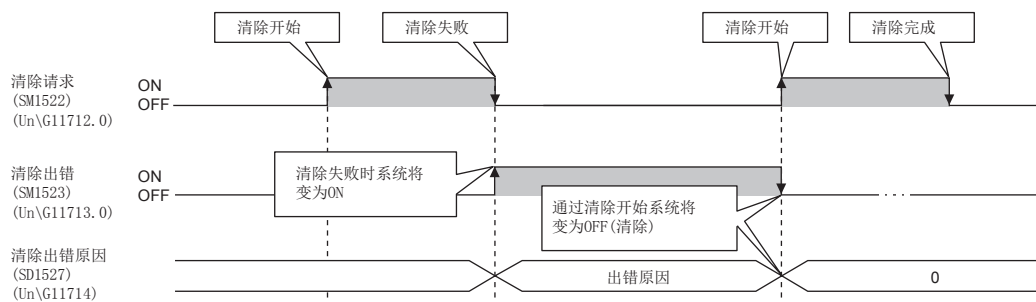 清除开始
清除失败
清除开始
清除完成
清除请求
(SM1522)
(Un\G11712.0)
ON
OFF
清除出错
(SM1523)
(Un\G11713.0)
ON
OFF
清除失败时系统将
变为ON
通过清除开始系统将
变为OFF(清除)
清除出错原因
(SD1527)
(Un\G11714)
出错原因
0